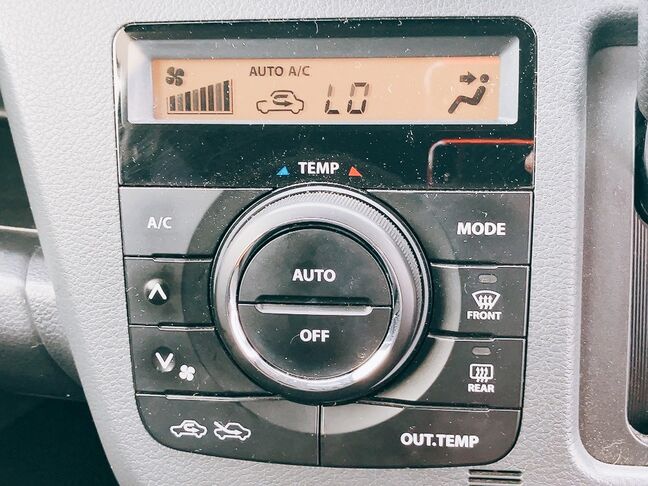 AUTO A/C
LO
TEMP
A/C
MODE
AUTO
OFF
FRONT
REAR
OUT.TEMP